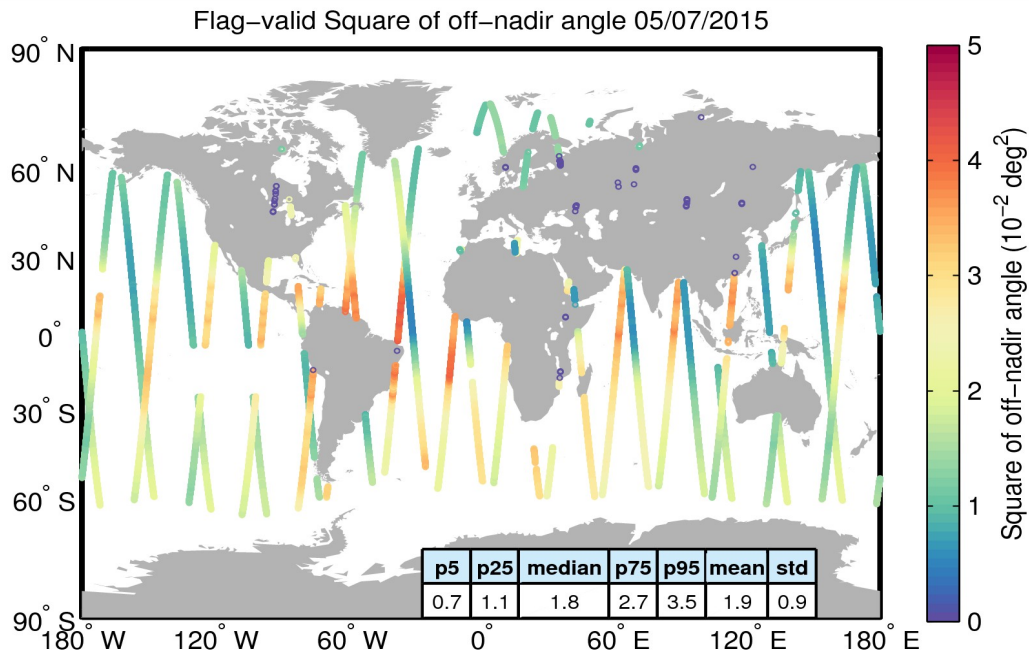 Flag−valid Square of off−nadir angle 05/07/2015
90° N
60° N
30° N
0°
30° S
60° S
90° S
180° W
120° W
60° W
0°
60° E
120° E
180° E
p5 p25 median p75 p95 mean std
0.7 1.1 1.8 2.7 3.5 1.9 0.9
5
4
3
2
1
0
Square of off−nadir angle (10⁻² deg²)